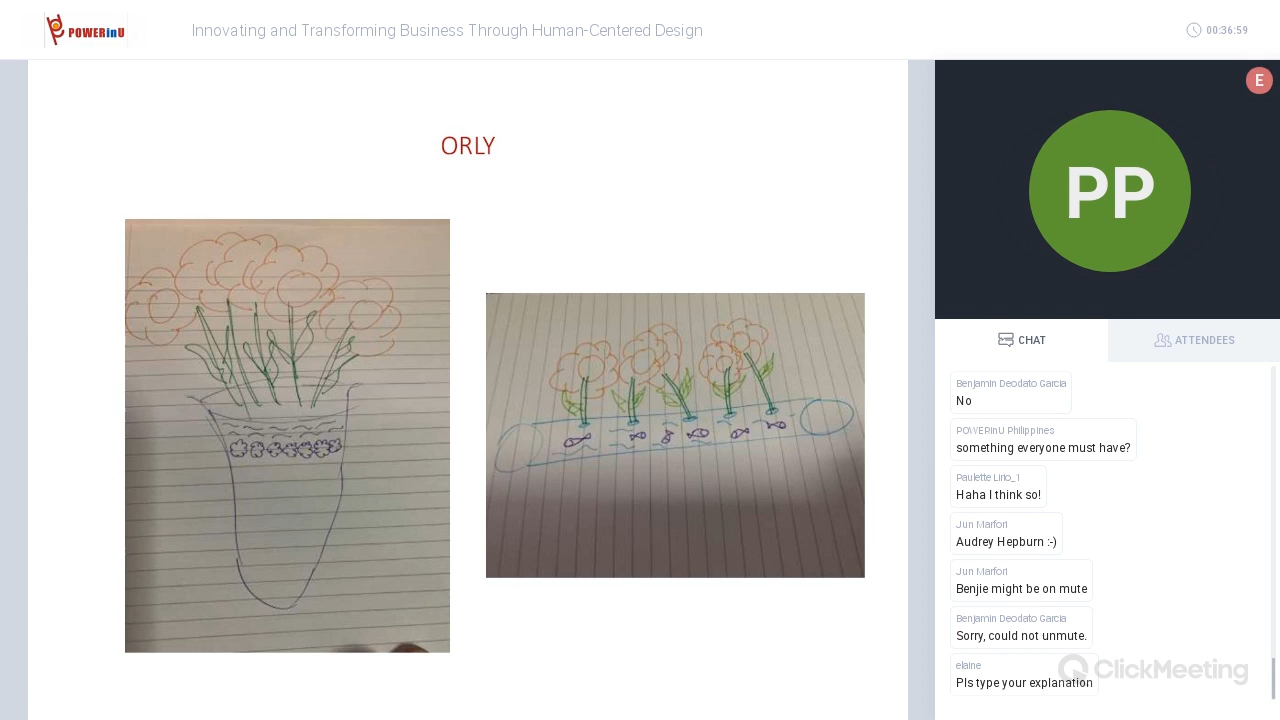 POWERinU
Innovating and Transforming Business Through Human-Centered Design
00:36:59
ORLY
E
PP
CHAT
ATTENDEES
Benjamin Deodato Garcia
No
POWERinU Philippines
something everyone must have?
Paulette Lirio_1
Haha I think so!
Jun Marfori
Audrey Hepburn :-)
Jun Marfori
Benjie might be on mute
Benjamin Deodato Garcia
Sorry, could not unmute.
elaine
Pls type your explanation
ClickMeeting